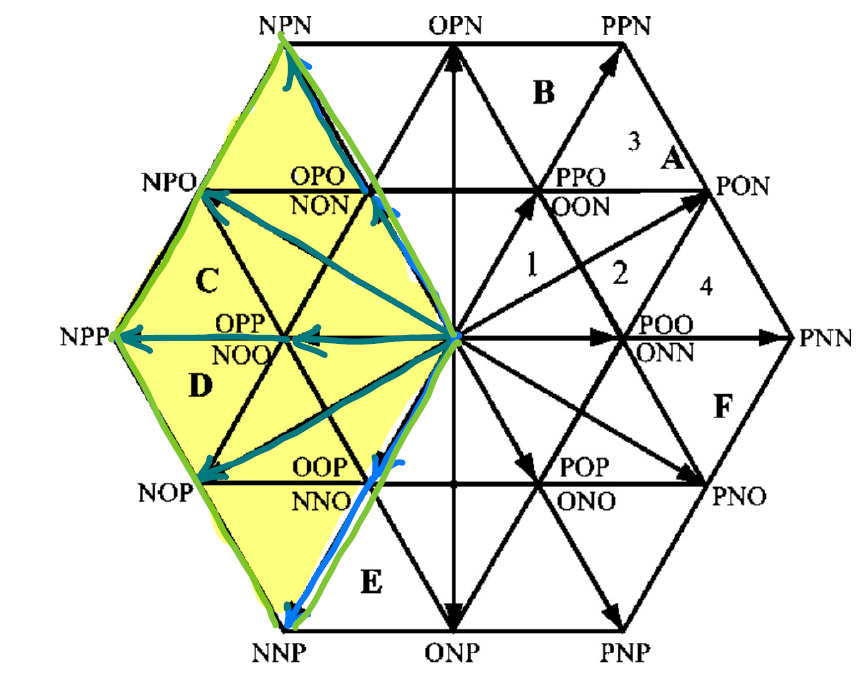 NPN OPN PPN
B
3 A
NPO OPO PPO PON
NON OON
1 2
C 4
NPP OPP POO PNN
NOO ONN
D F
OOP POP
NOP NNO ONO PNO
E
NNP ONP PNP